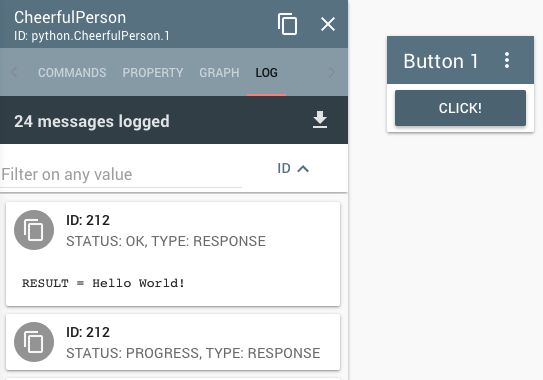 CheerfulPerson
ID: python.CheerfulPerson.1
COMMANDS PROPERTY GRAPH LOG
24 messages logged
Filter on any value
ID
ID: 212
STATUS: OK, TYPE: RESPONSE
RESULT = Hello World!
ID: 212
STATUS: PROGRESS, TYPE: RESPONSE
Button 1
CLICK!